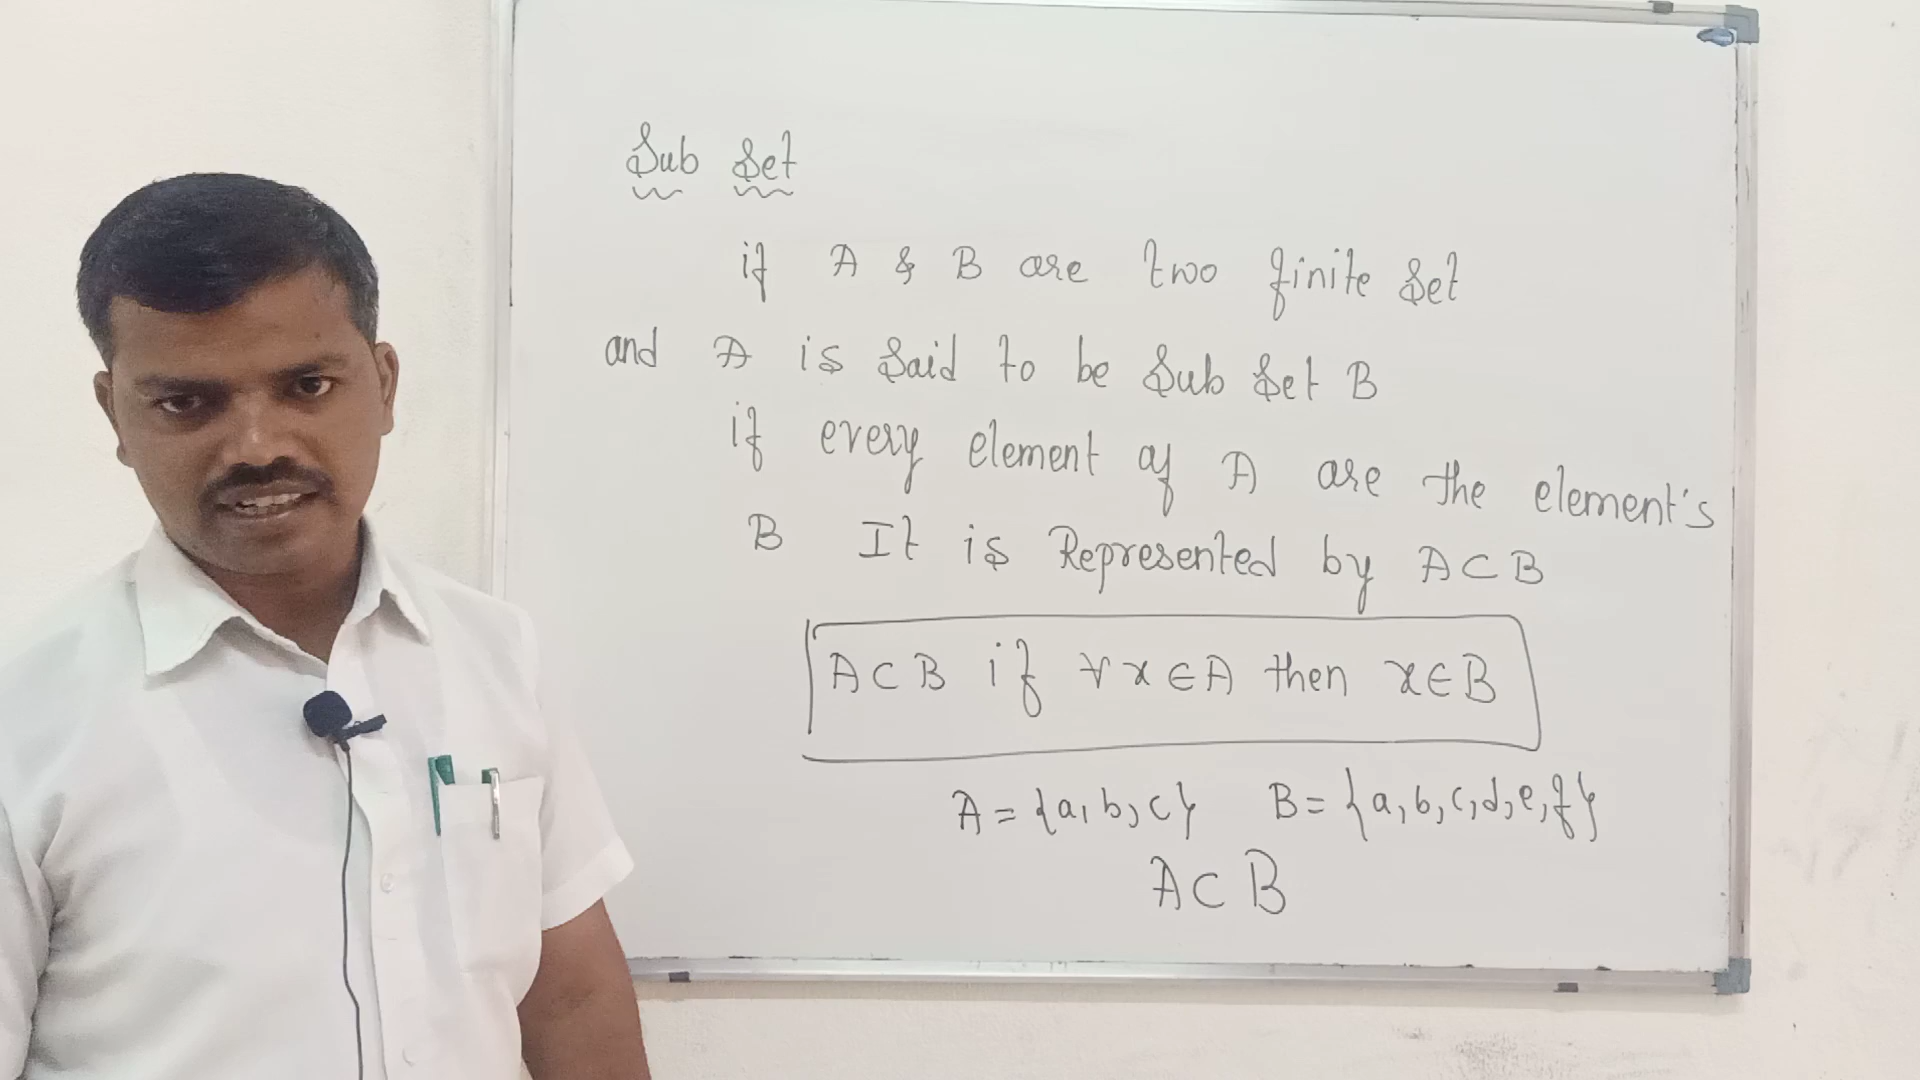 Sub Set
if A & B are two finite Set
and A is Said to be Sub Set B
if every element of A are the element's
B It is Represented by A⊂B
A⊂B if ∀x∈A then x∈B
A = {a, b, c} B = {a, b, c, d, e, f}
A⊂B